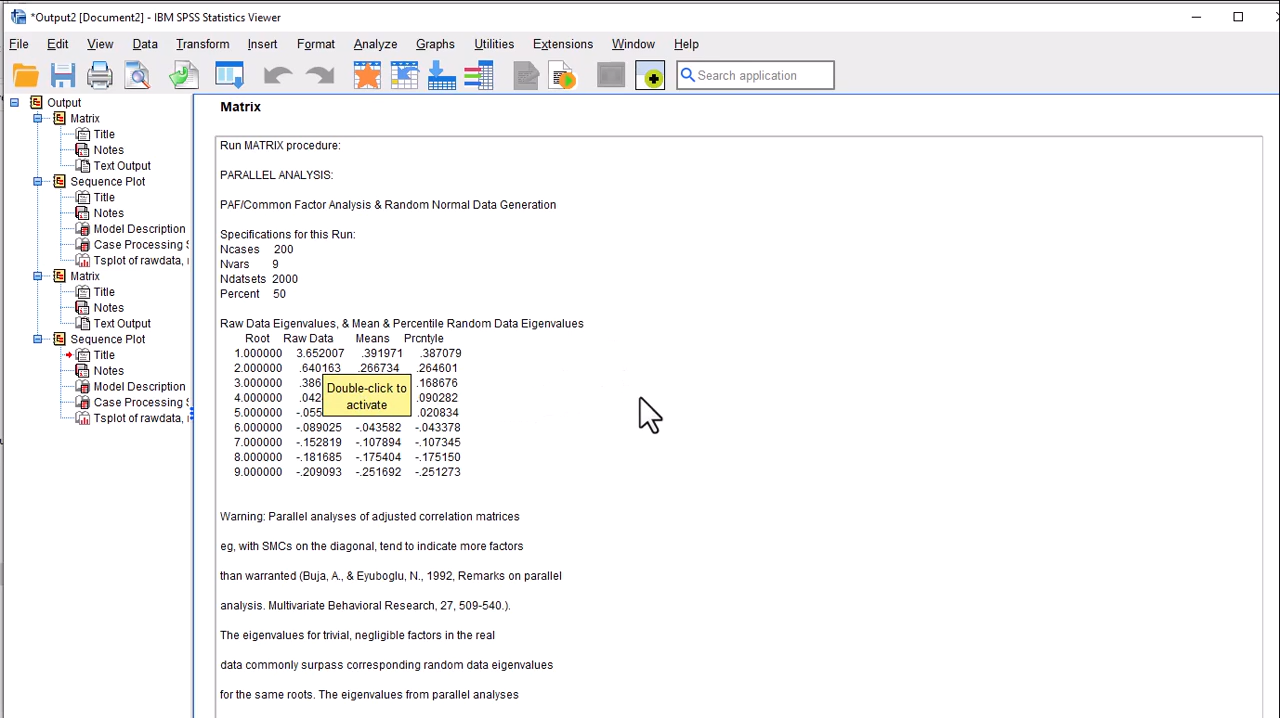 *Output2 [Document2] - IBM SPSS Statistics Viewer
File Edit View Data Transform Insert Format Analyze Graphs Utilities Extensions Window Help
Search application
Output
Matrix
Title
Notes
Text Output
Sequence Plot
Title
Notes
Model Description
Case Processing S
Tsplot of rawdata,
Matrix
Title
Notes
Text Output
Sequence Plot
Title
Notes
Model Description
Case Processing S
Tsplot of rawdata,
Matrix
Run MATRIX procedure:
PARALLEL ANALYSIS:
PAF/Common Factor Analysis & Random Normal Data Generation
Specifications for this Run:
Ncases 200
Nvars 9
Ndatsets 2000
Percent 50
Raw Data Eigenvalues, & Mean & Percentile Random Data Eigenvalues
Root Raw Data Means Prcntyle
1.000000 3.652007 .391971 .387079
2.000000 .640163 .266734 .264601
3.000000 .386 .168676
4.000000 .042 .090282
5.000000 -.055 .020834
6.000000 -.089025 -.043582 -.043378
7.000000 -.152819 -.107894 -.107345
8.000000 -.181685 -.175404 -.175150
9.000000 -.209093 -.251692 -.251273
Double-click to
activate
Warning: Parallel analyses of adjusted correlation matrices
eg, with SMCs on the diagonal, tend to indicate more factors
than warranted (Buja, A., & Eyuboglu, N., 1992, Remarks on parallel
analysis. Multivariate Behavioral Research, 27, 509-540.).
The eigenvalues for trivial, negligible factors in the real
data commonly surpass corresponding random data eigenvalues
for the same roots. The eigenvalues from parallel analyses